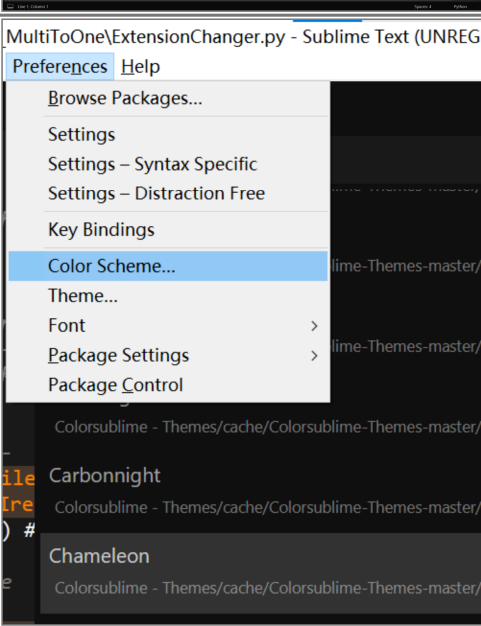 Line 1, Column 1
Spaces: 4
Python
MultiToOne\ExtensionChanger.py - Sublime Text (UNREG
Preferences Help
Browse Packages...
Settings
Settings – Syntax Specific
Settings – Distraction Free
Key Bindings
Color Scheme...
lime-Themes-master/
Theme...
Font
Package Settings
lime-Themes-master/
Package Control
Colorsublime - Themes/cache/Colorsublime-Themes-master/
ile
Carbonnight
Ire
Colorsublime - Themes/cache/Colorsublime-Themes-master/
) #
Chameleon
e
Colorsublime - Themes/cache/Colorsublime-Themes-master/